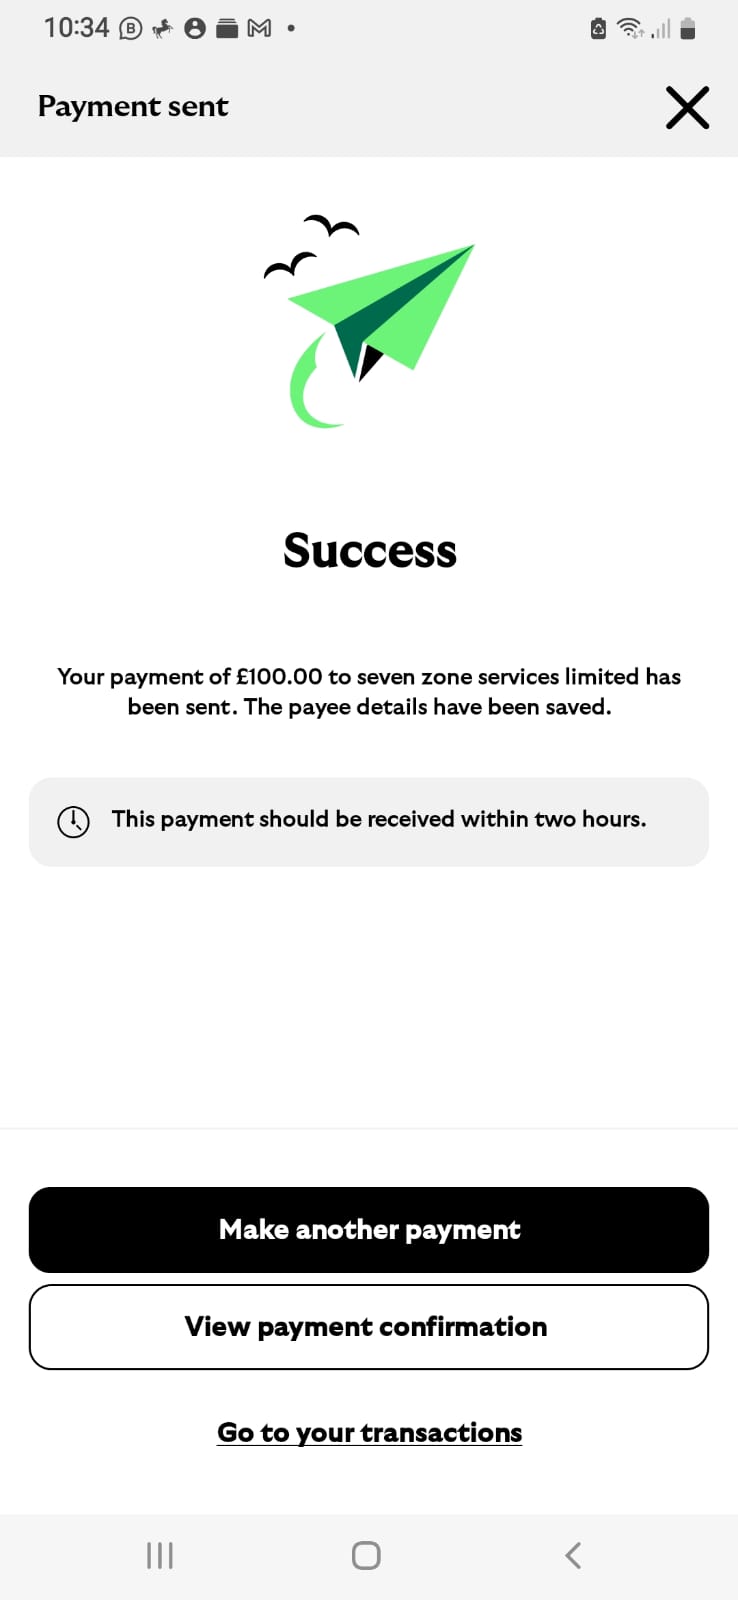 10:34
Payment sent
Success
Your payment of £100.00 to seven zone services limited has
been sent. The payee details have been saved.
This payment should be received within two hours.
Make another payment
View payment confirmation
Go to your transactions